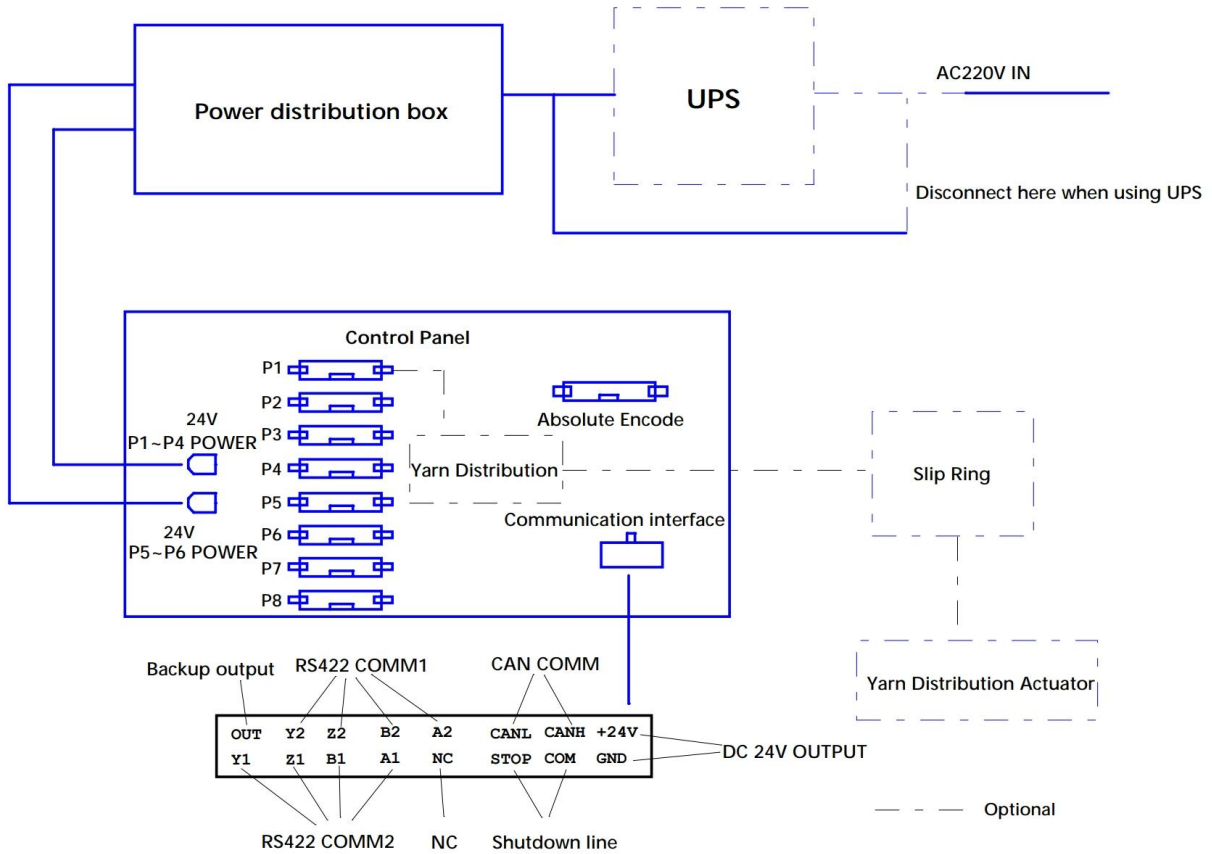 AC220V IN
UPS
Power distribution box
Disconnect here when using UPS
Control Panel
P1
P2
P3
P4
P5
P6
P7
P8
24V
P1~P4 POWER
24V
P5~P6 POWER
Absolute Encode
Yarn Distribution
Slip Ring
Communication interface
Yarn Distribution Actuator
Backup output
RS422 COMM1
CAN COMM
OUT Y2 Z2 B2 A2 CANL CANH +24V
Y1 Z1 B1 A1 NC STOP COM GND
DC 24V OUTPUT
RS422 COMM2
NC
Shutdown line
Optional